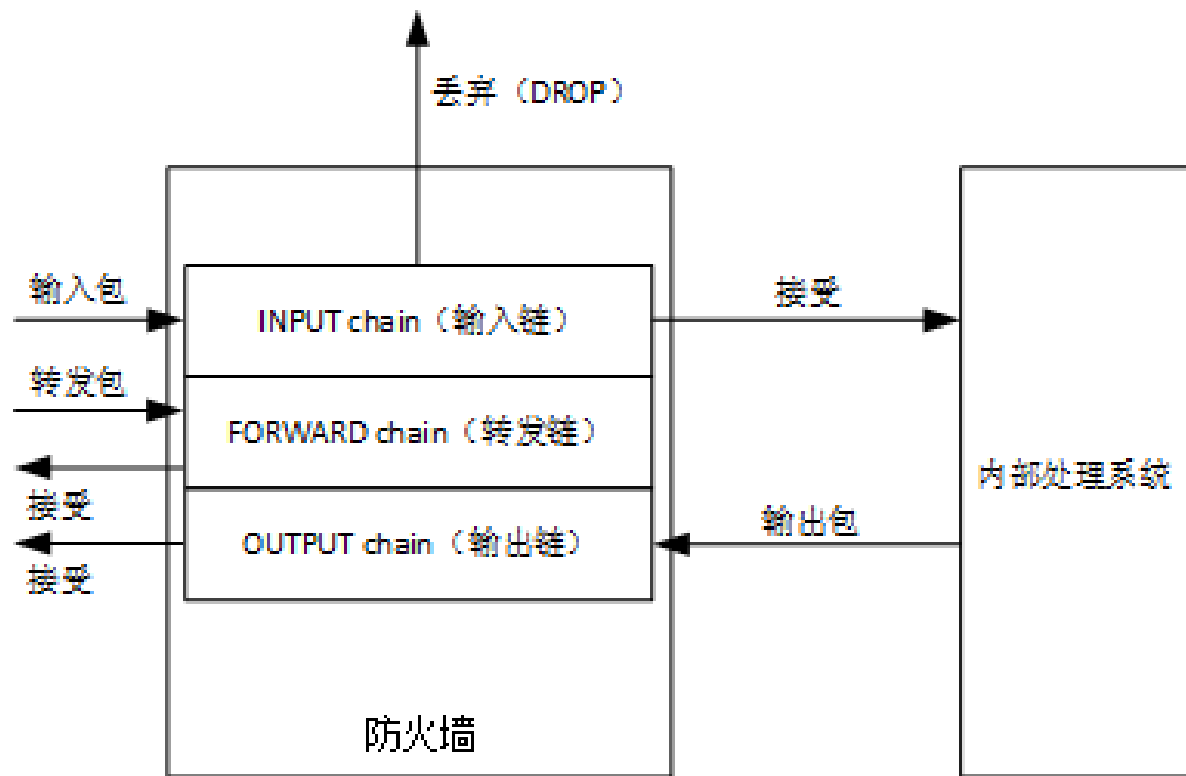 丢弃（DROP）
输入包
INPUT chain（输入链）
接受
转发包
FORWARD chain（转发链）
内部处理系统
接受
输出包
OUTPUT chain（输出链）
接受
防火墙